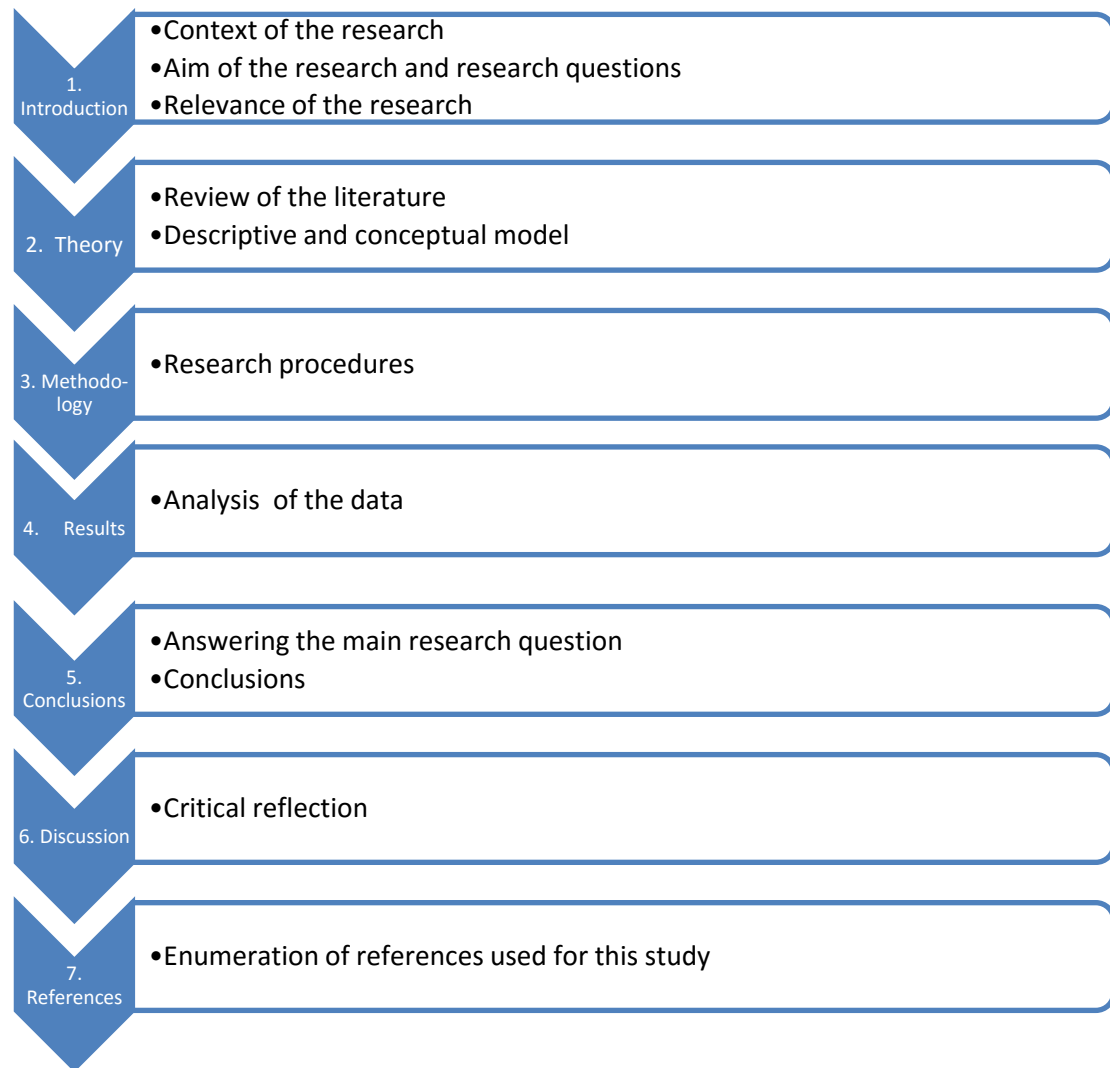 1.
Introduction
•Context of the research
•Aim of the research and research questions
•Relevance of the research
2. Theory
•Review of the literature
•Descriptive and conceptual model
3. Methodo-
logy
•Research procedures
4. Results
•Analysis of the data
5.
Conclusions
•Answering the main research question
•Conclusions
6. Discussion
•Critical reflection
7.
References
•Enumeration of references used for this study